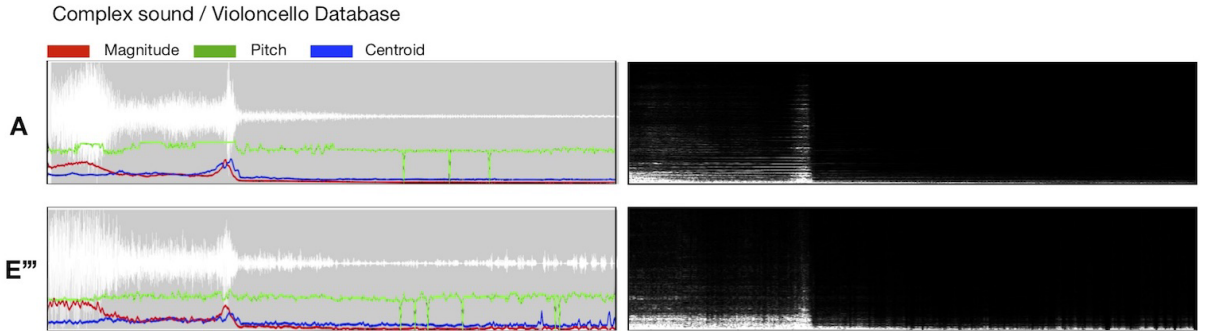 Complex sound / Violoncello Database
Magnitude Pitch Centroid
A
E’’’